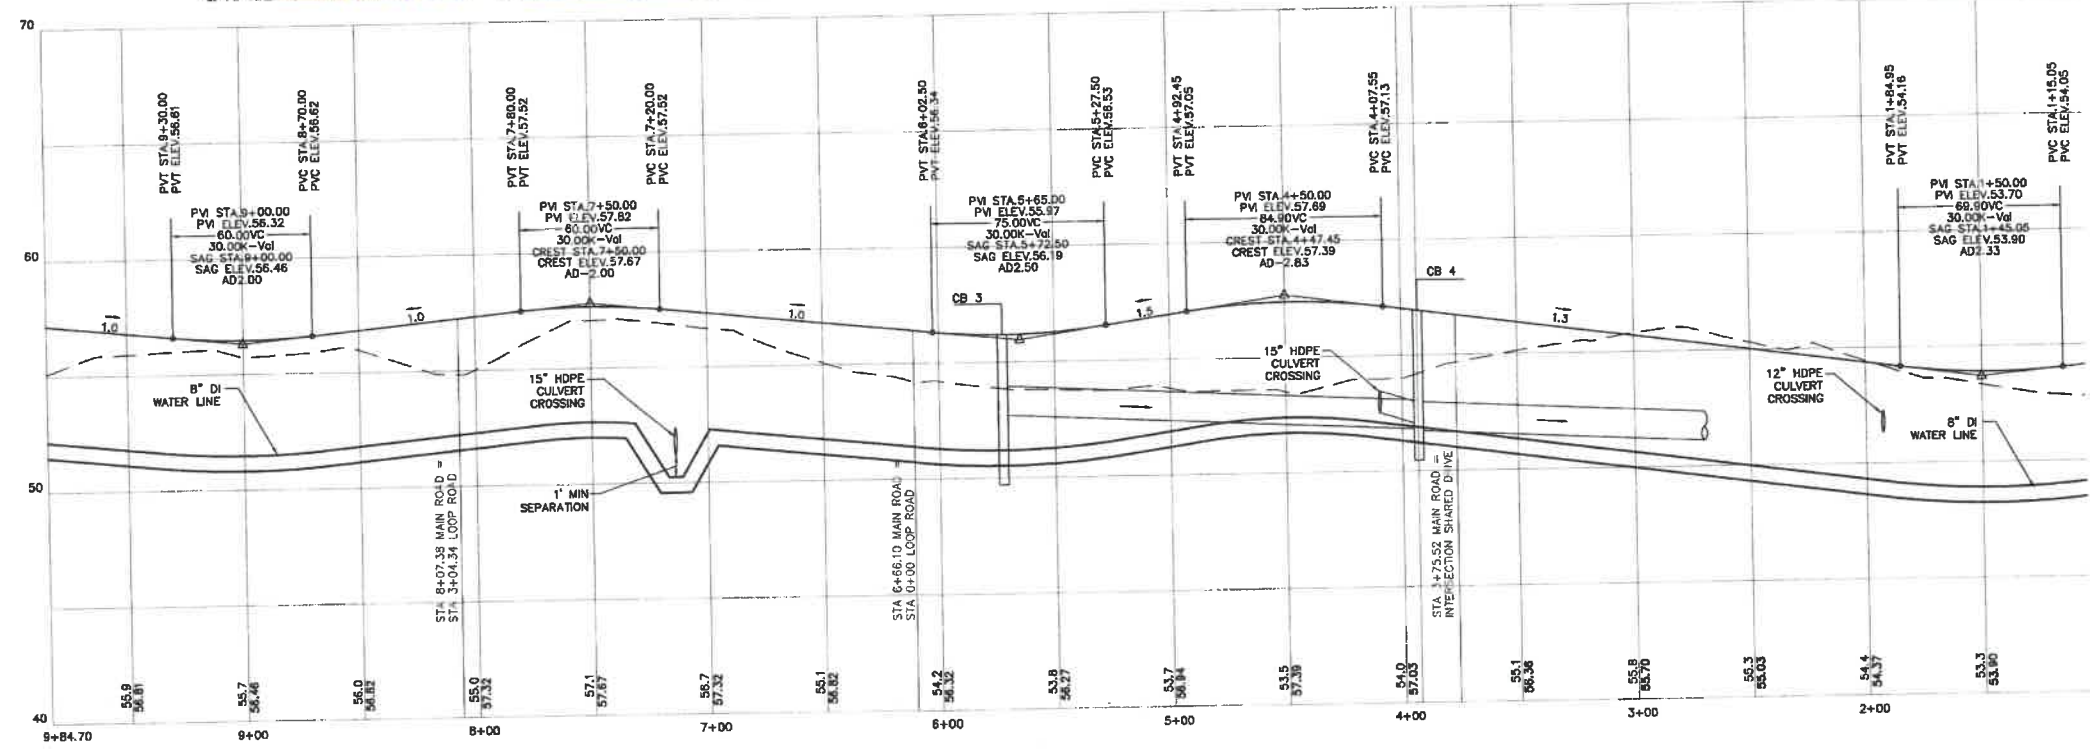 70
60
50
40
PVT STA.9+30.00
PVT ELEV.56.61
PVC STA.8+70.00
PVC ELEV.56.62
PVI STA.9+00.00
PVI ELEV.56.32
60.00VC
30.00K-Val
SAG STA.9+00.00
SAG ELEV.56.46
AD2.00
PVT STA.7+80.00
PVT ELEV.57.52
PVC STA.7+20.00
PVC ELEV.57.52
PVI STA.7+50.00
PVI ELEV.57.82
60.00VC
30.00K-Val
CREST STA.7+50.00
CREST ELEV.57.67
AD-2.00
PVT STA.6+02.50
PVT ELEV.56.34
PVC STA.5+27.50
PVC ELEV.56.53
PVI STA.5+65.00
PVI ELEV.55.97
75.00VC
30.00K-Val
SAG STA.5+72.50
SAG ELEV.56.19
AD2.50
PVT STA.4+92.45
PVT ELEV.57.05
PVC STA.4+07.55
PVC ELEV.57.13
PVI STA.4+50.00
PVI ELEV.57.69
84.90VC
30.00K-Val
CREST STA.4+47.45
CREST ELEV.57.39
AD-2.83
PVT STA.1+84.95
PVT ELEV.54.16
PVC STA.1+15.05
PVC ELEV.54.05
PVI STA.1+50.00
PVI ELEV.53.70
69.90VC
30.00K-Val
SAG STA.1+45.05
SAG ELEV.53.90
AD2.33
1.0
1.0
1.0
1.5
1.3
CB 3
CB 4
8" DI
WATER LINE
15" HDPE
CULVERT
CROSSING
1' MIN
SEPARATION
15" HDPE
CULVERT
CROSSING
12" HDPE
CULVERT
CROSSING
8" DI
WATER LINE
STA 8+07.38 MAIN ROAD =
STA 3+04.34 LOOP ROAD
STA 6+66.10 MAIN ROAD =
STA 0+00 LOOP ROAD
STA 3+75.52 MAIN ROAD =
INTERSECTION SHARED DRIVE
55.9
56.81
55.7
56.46
56.0
56.82
55.0
57.32
57.1
57.67
56.7
57.32
55.1
56.82
54.2
56.32
53.8
56.27
53.7
56.94
53.5
57.39
54.0
57.03
55.1
56.36
55.8
55.70
55.3
55.03
54.4
54.37
53.3
53.90
9+84.70
9+00
8+00
7+00
6+00
5+00
4+00
3+00
2+00